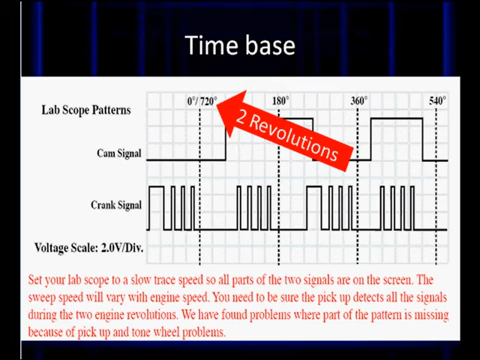 Time base
0°/ 720°
180°
360°
540°
Lab Scope Patterns
2 Revolutions
Cam Signal
Crank Signal
Voltage Scale: 2.0V/Div.
Set your lab scope to a slow trace speed so all parts of the two signals are on the screen. The
sweep speed will vary with engine speed. You need to be sure the pick up detects all the signals
during the two engine revolutions. We have found problems where part of the pattern is missing
because of pick up and tone wheel problems.